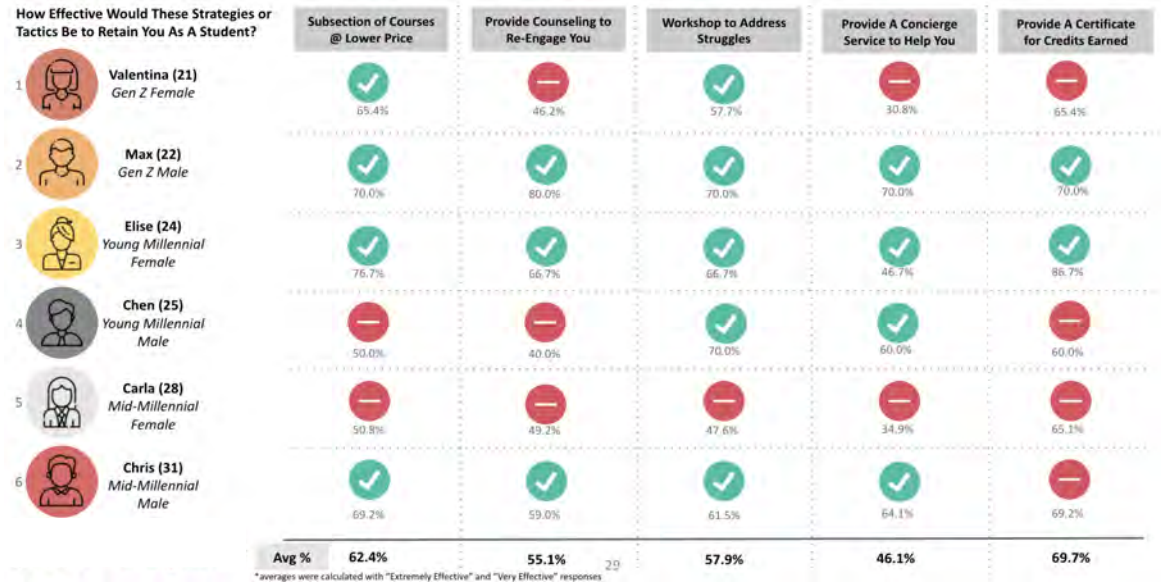 How Effective Would These Strategies or
Tactics Be to Retain You As A Student?
Subsection of Courses
@ Lower Price
Provide Counseling to
Re-Engage You
Workshop to Address
Struggles
Provide A Concierge
Service to Help You
Provide A Certificate
for Credits Earned
1
Valentina (21)
Gen Z Female
65.4%
46.2%
57.7%
30.8%
65.4%
2
Max (22)
Gen Z Male
70.0%
80.0%
70.0%
70.0%
70.0%
3
Elise (24)
Young Millennial
Female
76.7%
66.7%
66.7%
46.7%
86.7%
4
Chen (25)
Young Millennial
Male
50.0%
40.0%
70.0%
60.0%
60.0%
5
Carla (28)
Mid-Millennial
Female
50.8%
49.2%
47.6%
34.9%
65.1%
6
Chris (31)
Mid-Millennial
Male
69.2%
59.0%
61.5%
64.1%
69.2%
Avg %
62.4%
55.1%
29
57.9%
46.1%
69.7%
*averages were calculated with "Extremely Effective" and "Very Effective" responses